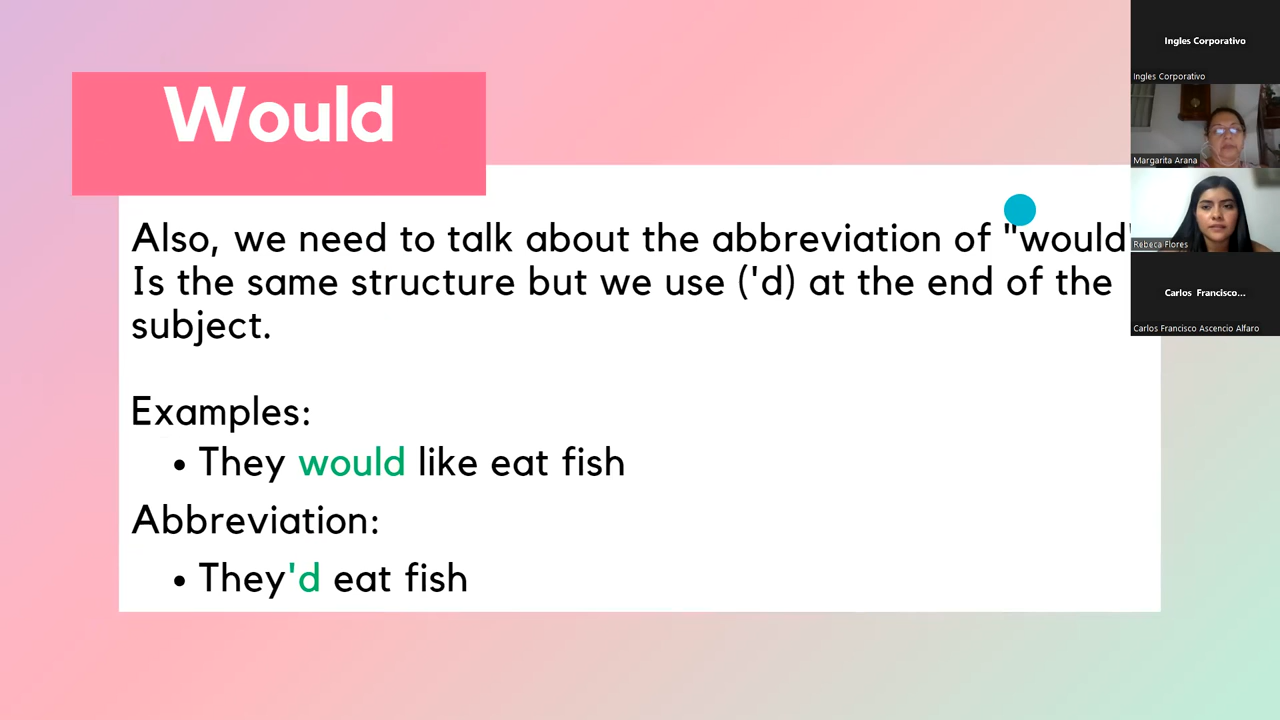 Would
Also, we need to talk about the abbreviation of "would"
Is the same structure but we use ('d) at the end of the
subject.
Examples:
• They would like eat fish
Abbreviation:
• They'd eat fish
Ingles Corporativo
Ingles Corporativo
Margarita Arana
Rebeca Flores
Carlos Francisco...
Carlos Francisco Ascencio Alfaro